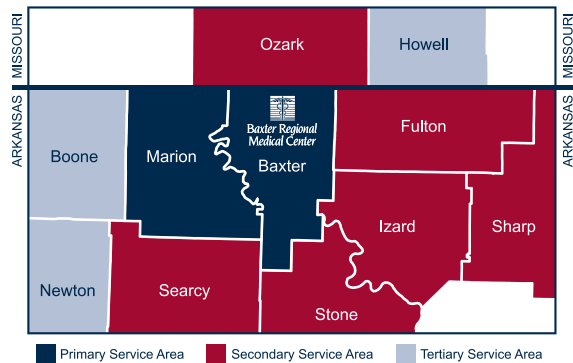 MISSOURI
Ozark
Howell
MISSOURI
ARKANSAS
Baxter Regional
Medical Center
Fulton
ARKANSAS
Boone
Marion
Baxter
Izard
Sharp
Newton
Searcy
Stone
Primary Service Area
Secondary Service Area
Tertiary Service Area